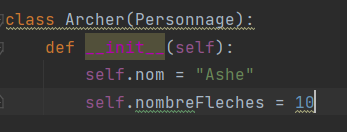 class Archer(Personnage):
def __init__(self):
self.nom = "Ashe"
self.nombreFleches = 10